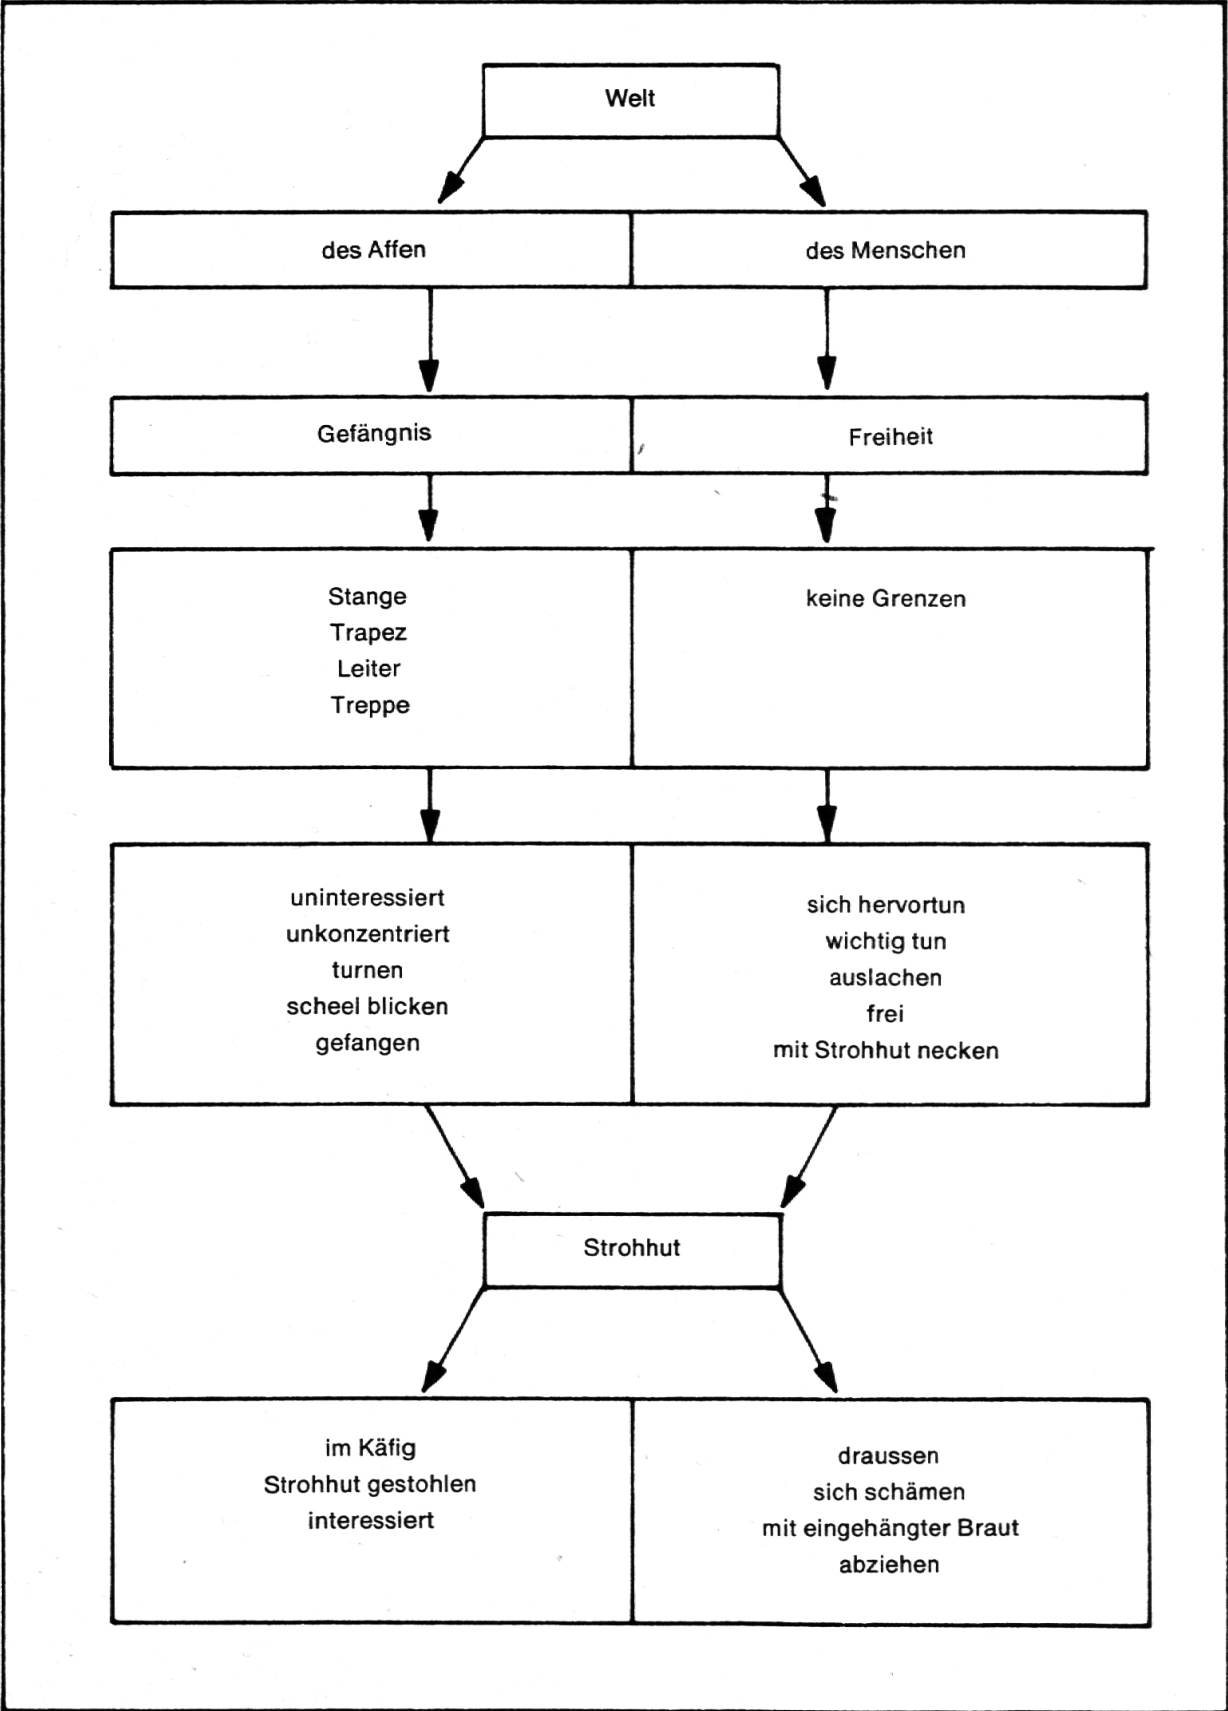 Welt
des Affen
des Menschen
Gefängnis
Freiheit
Stange
Trapez
Leiter
Treppe
keine Grenzen
uninteressiert
unkonzentriert
turnen
scheel blicken
gefangen
sich hervortun
wichtig tun
auslachen
frei
mit Strohhut necken
Strohhut
im Käfig
Strohhut gestohlen
interessiert
draussen
sich schämen
mit eingehängter Braut
abziehen